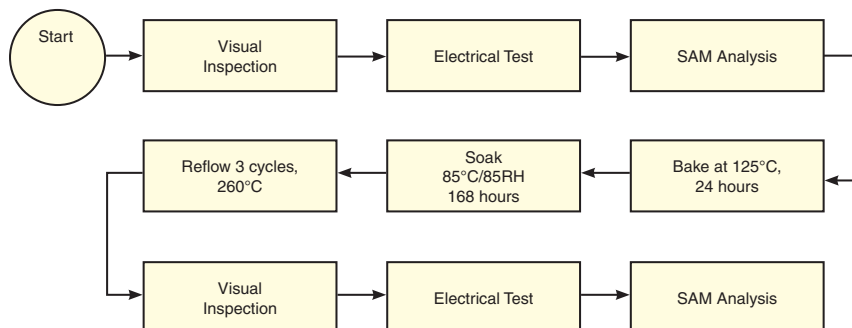 Start
Visual
Inspection
Electrical Test
SAM Analysis
Reflow 3 cycles,
260°C
Soak
85°C/85RH
168 hours
Bake at 125°C,
24 hours
Visual
Inspection
Electrical Test
SAM Analysis